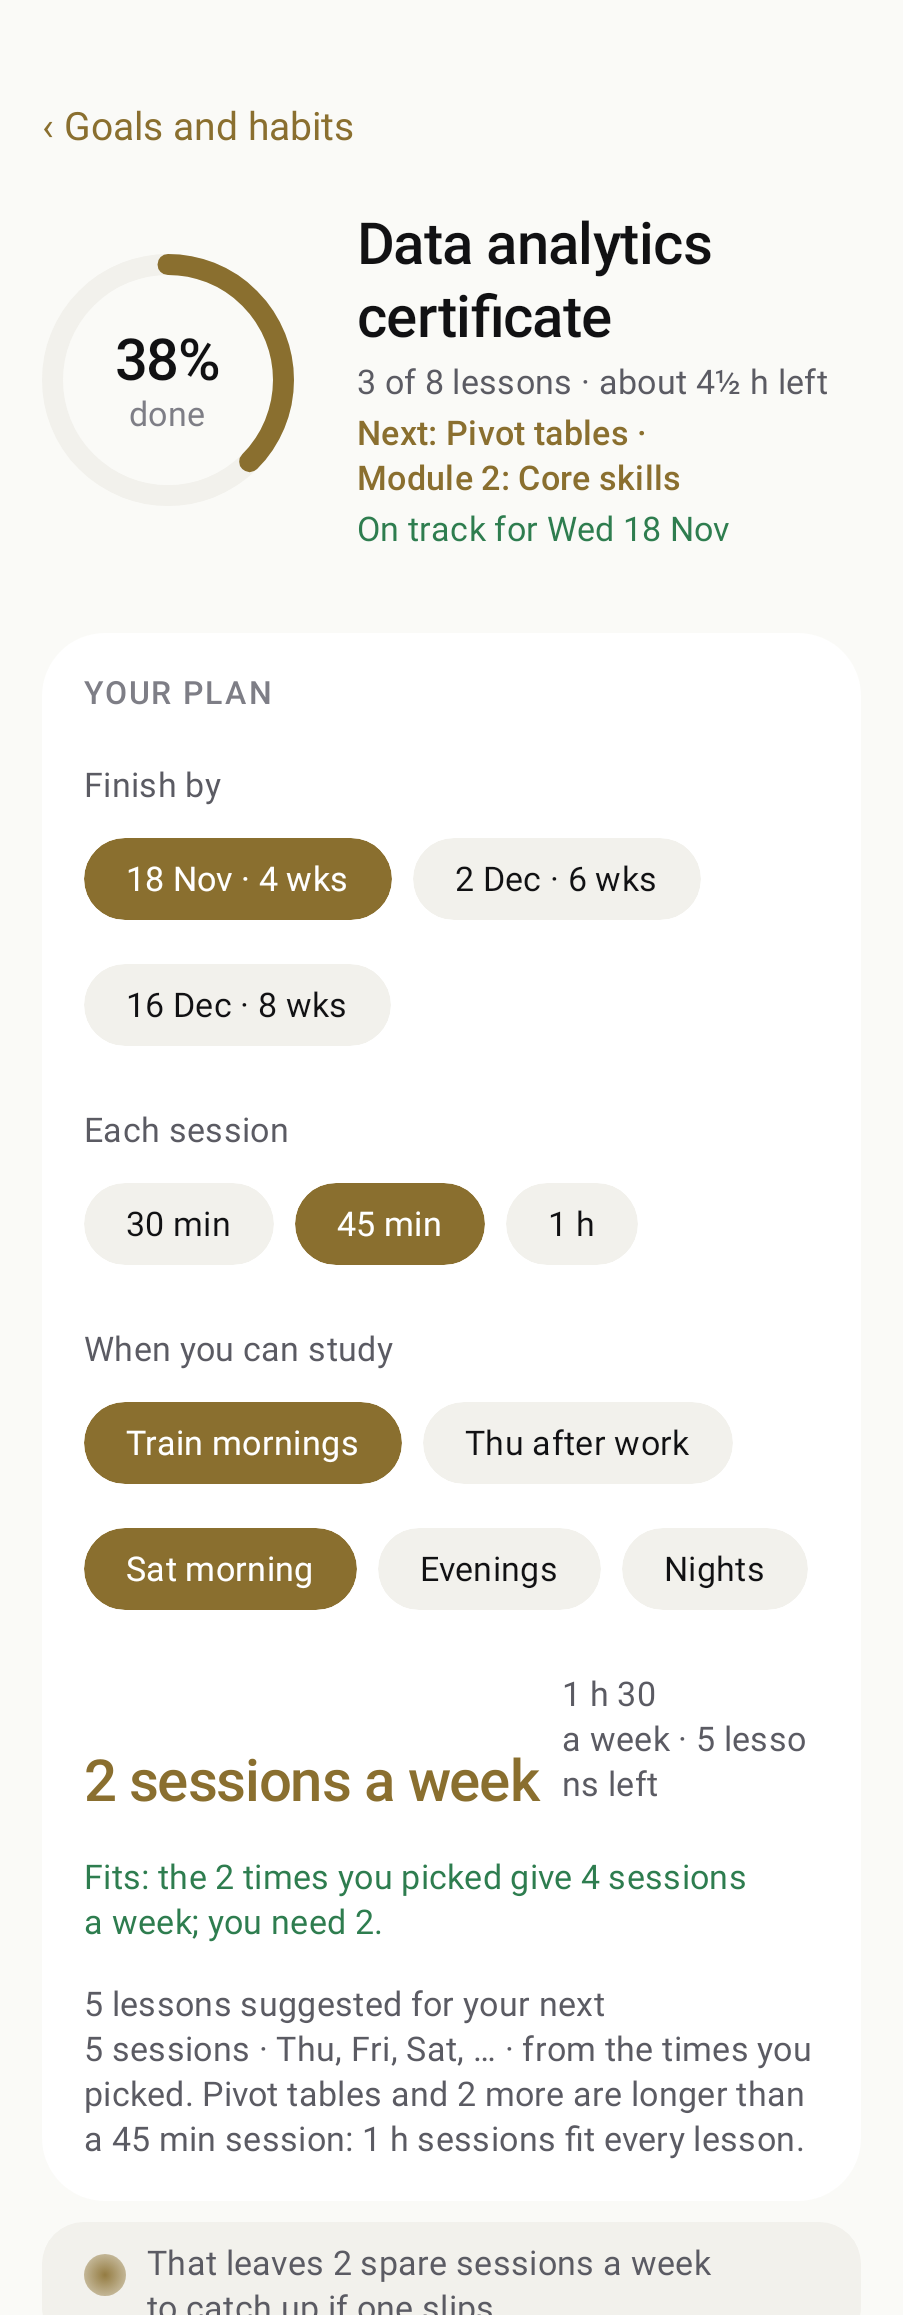 ‹ Goals and habits
38%
done
Data analytics
certificate
3 of 8 lessons · about 4½ h left
Next: Pivot tables ·
Module 2: Core skills
On track for Wed 18 Nov
YOUR PLAN
Finish by
18 Nov · 4 wks
2 Dec · 6 wks
16 Dec · 8 wks
Each session
30 min
45 min
1 h
When you can study
Train mornings
Thu after work
Sat morning
Evenings
Nights
2 sessions a week
1 h 30
a week · 5 lesso
ns left
Fits: the 2 times you picked give 4 sessions
a week; you need 2.
5 lessons suggested for your next
5 sessions · Thu, Fri, Sat, … · from the times you
picked. Pivot tables and 2 more are longer than
a 45 min session: 1 h sessions fit every lesson.
That leaves 2 spare sessions a week
to catch up if one slips.